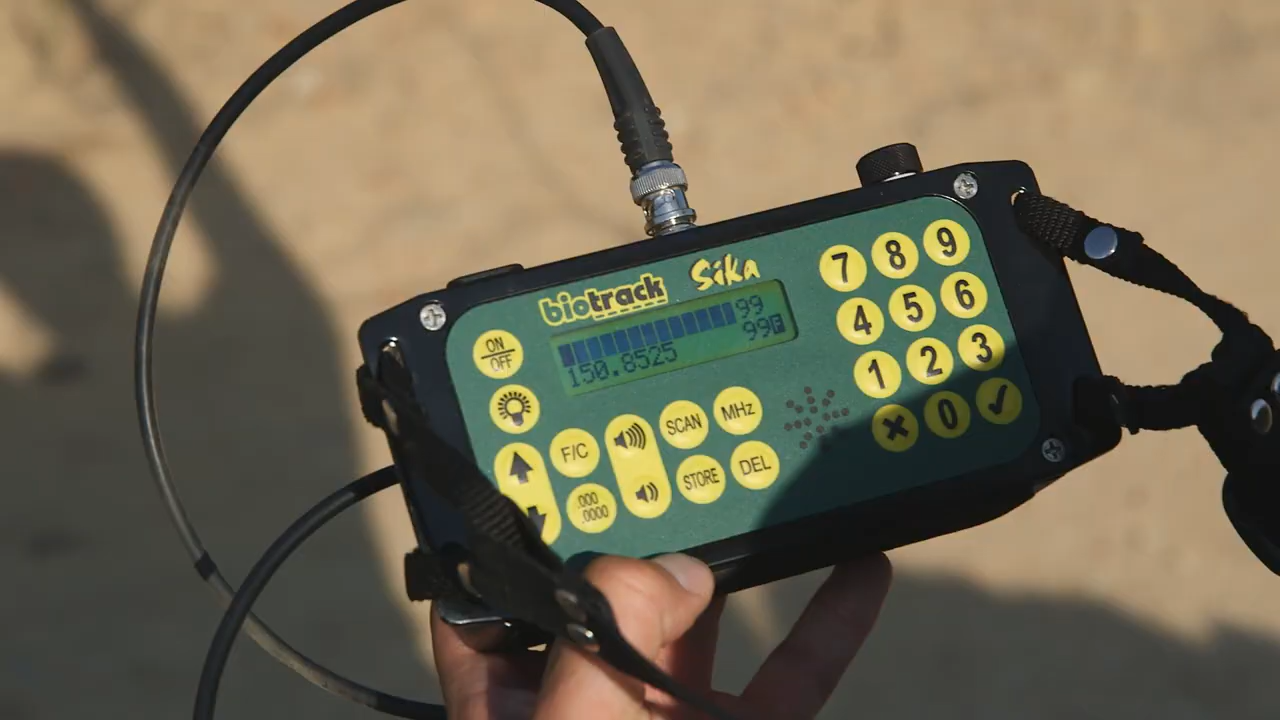 biotrack Sika
99
150.8525 99F
ON
OFF
F/C
.000
.0000
SCAN
MHz
STORE
DEL
7 8 9
4 5 6
1 2 3
0